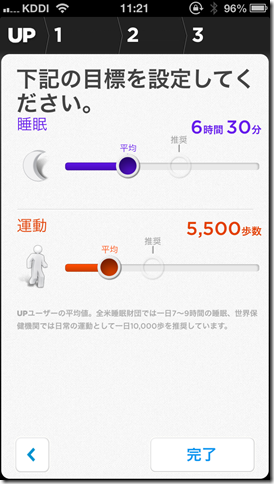 KDDI 11:21 96%
UP 1 2 3
下記の目標を設定してく
ださい。
睡眠 6時間 30分
平均 推奨
運動 5,500歩数
平均 推奨
UPユーザーの平均値。全米睡眠財団では一日7〜9時間の睡眠、世界保
健機関では日常の運動として一日10,000歩を推奨しています。
完了